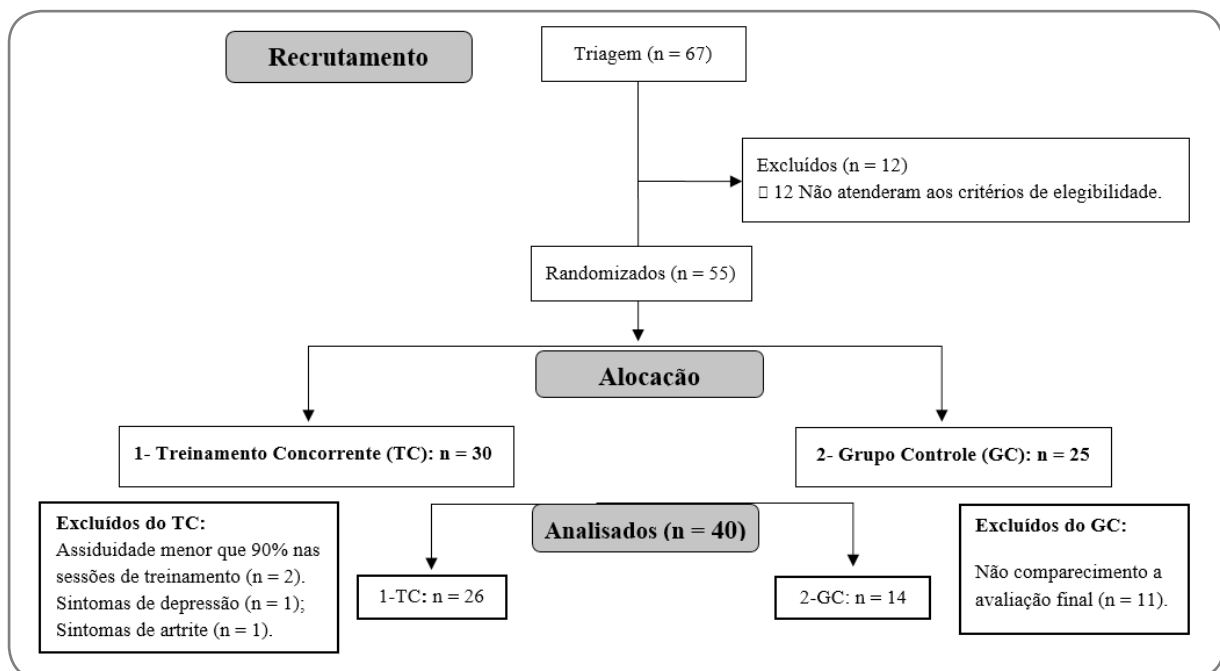 Recrutamento
Triagem (n = 67)
Excluídos (n = 12)
▯ 12 Não atenderam aos critérios de elegibilidade.
Randomizados (n = 55)
Alocacão
1- Treinamento Concorrente (TC): n = 30
2- Grupo Controle (GC): n = 25
Excluídos do TC:
Assiduidade menor que 90% nas
sessões de treinamento (n = 2).
Sintomas de depressão (n = 1);
Sintomas de artrite (n = 1).
Analisados (n = 40)
1-TC: n = 26
2-GC: n = 14
Excluídos do GC:
Não comparecimento a
avaliação final (n = 11).